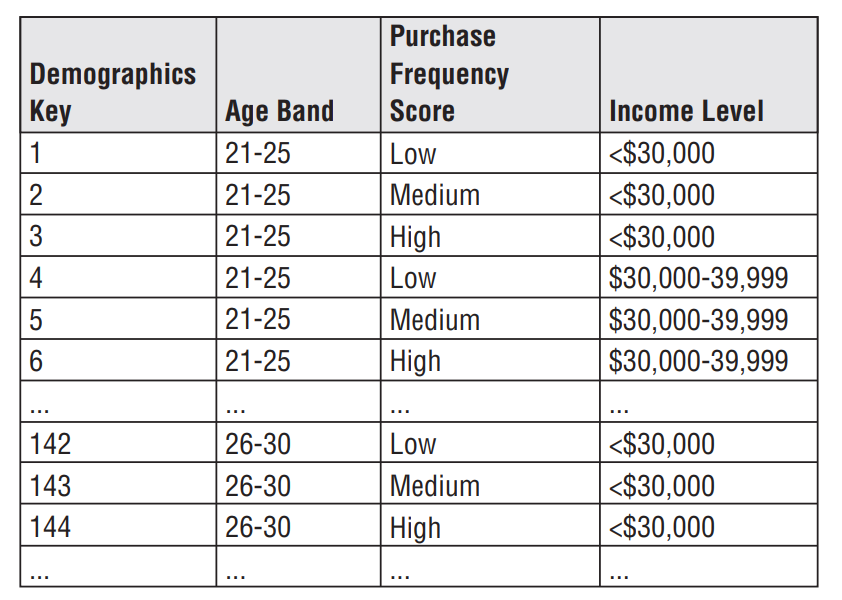 Demographics Key Age Band Purchase Frequency Score Income Level
1 21-25 Low <$30,000
2 21-25 Medium <$30,000
3 21-25 High <$30,000
4 21-25 Low $30,000-39,999
5 21-25 Medium $30,000-39,999
6 21-25 High $30,000-39,999
... ... ... ...
142 26-30 Low <$30,000
143 26-30 Medium <$30,000
144 26-30 High <$30,000
... ... ... ...